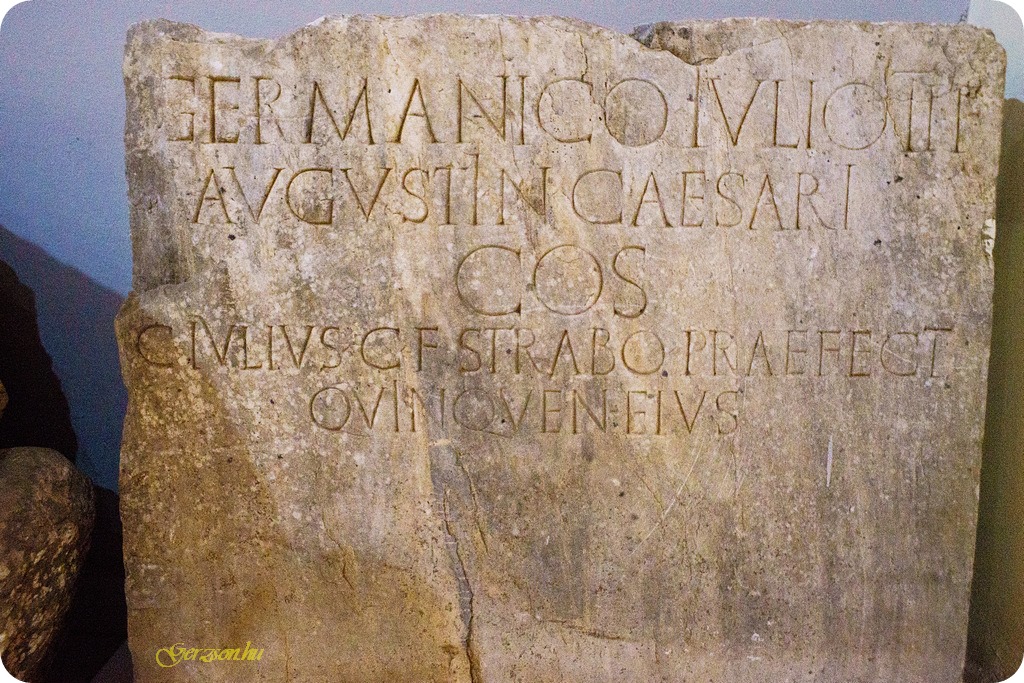 GERMANICO IVLIO TI F
AVGVSTI N CAESARI
COS
C IVLIVS C F STRABO PRAEFECT
QVINQVEN EIVS
Gerzson.hu